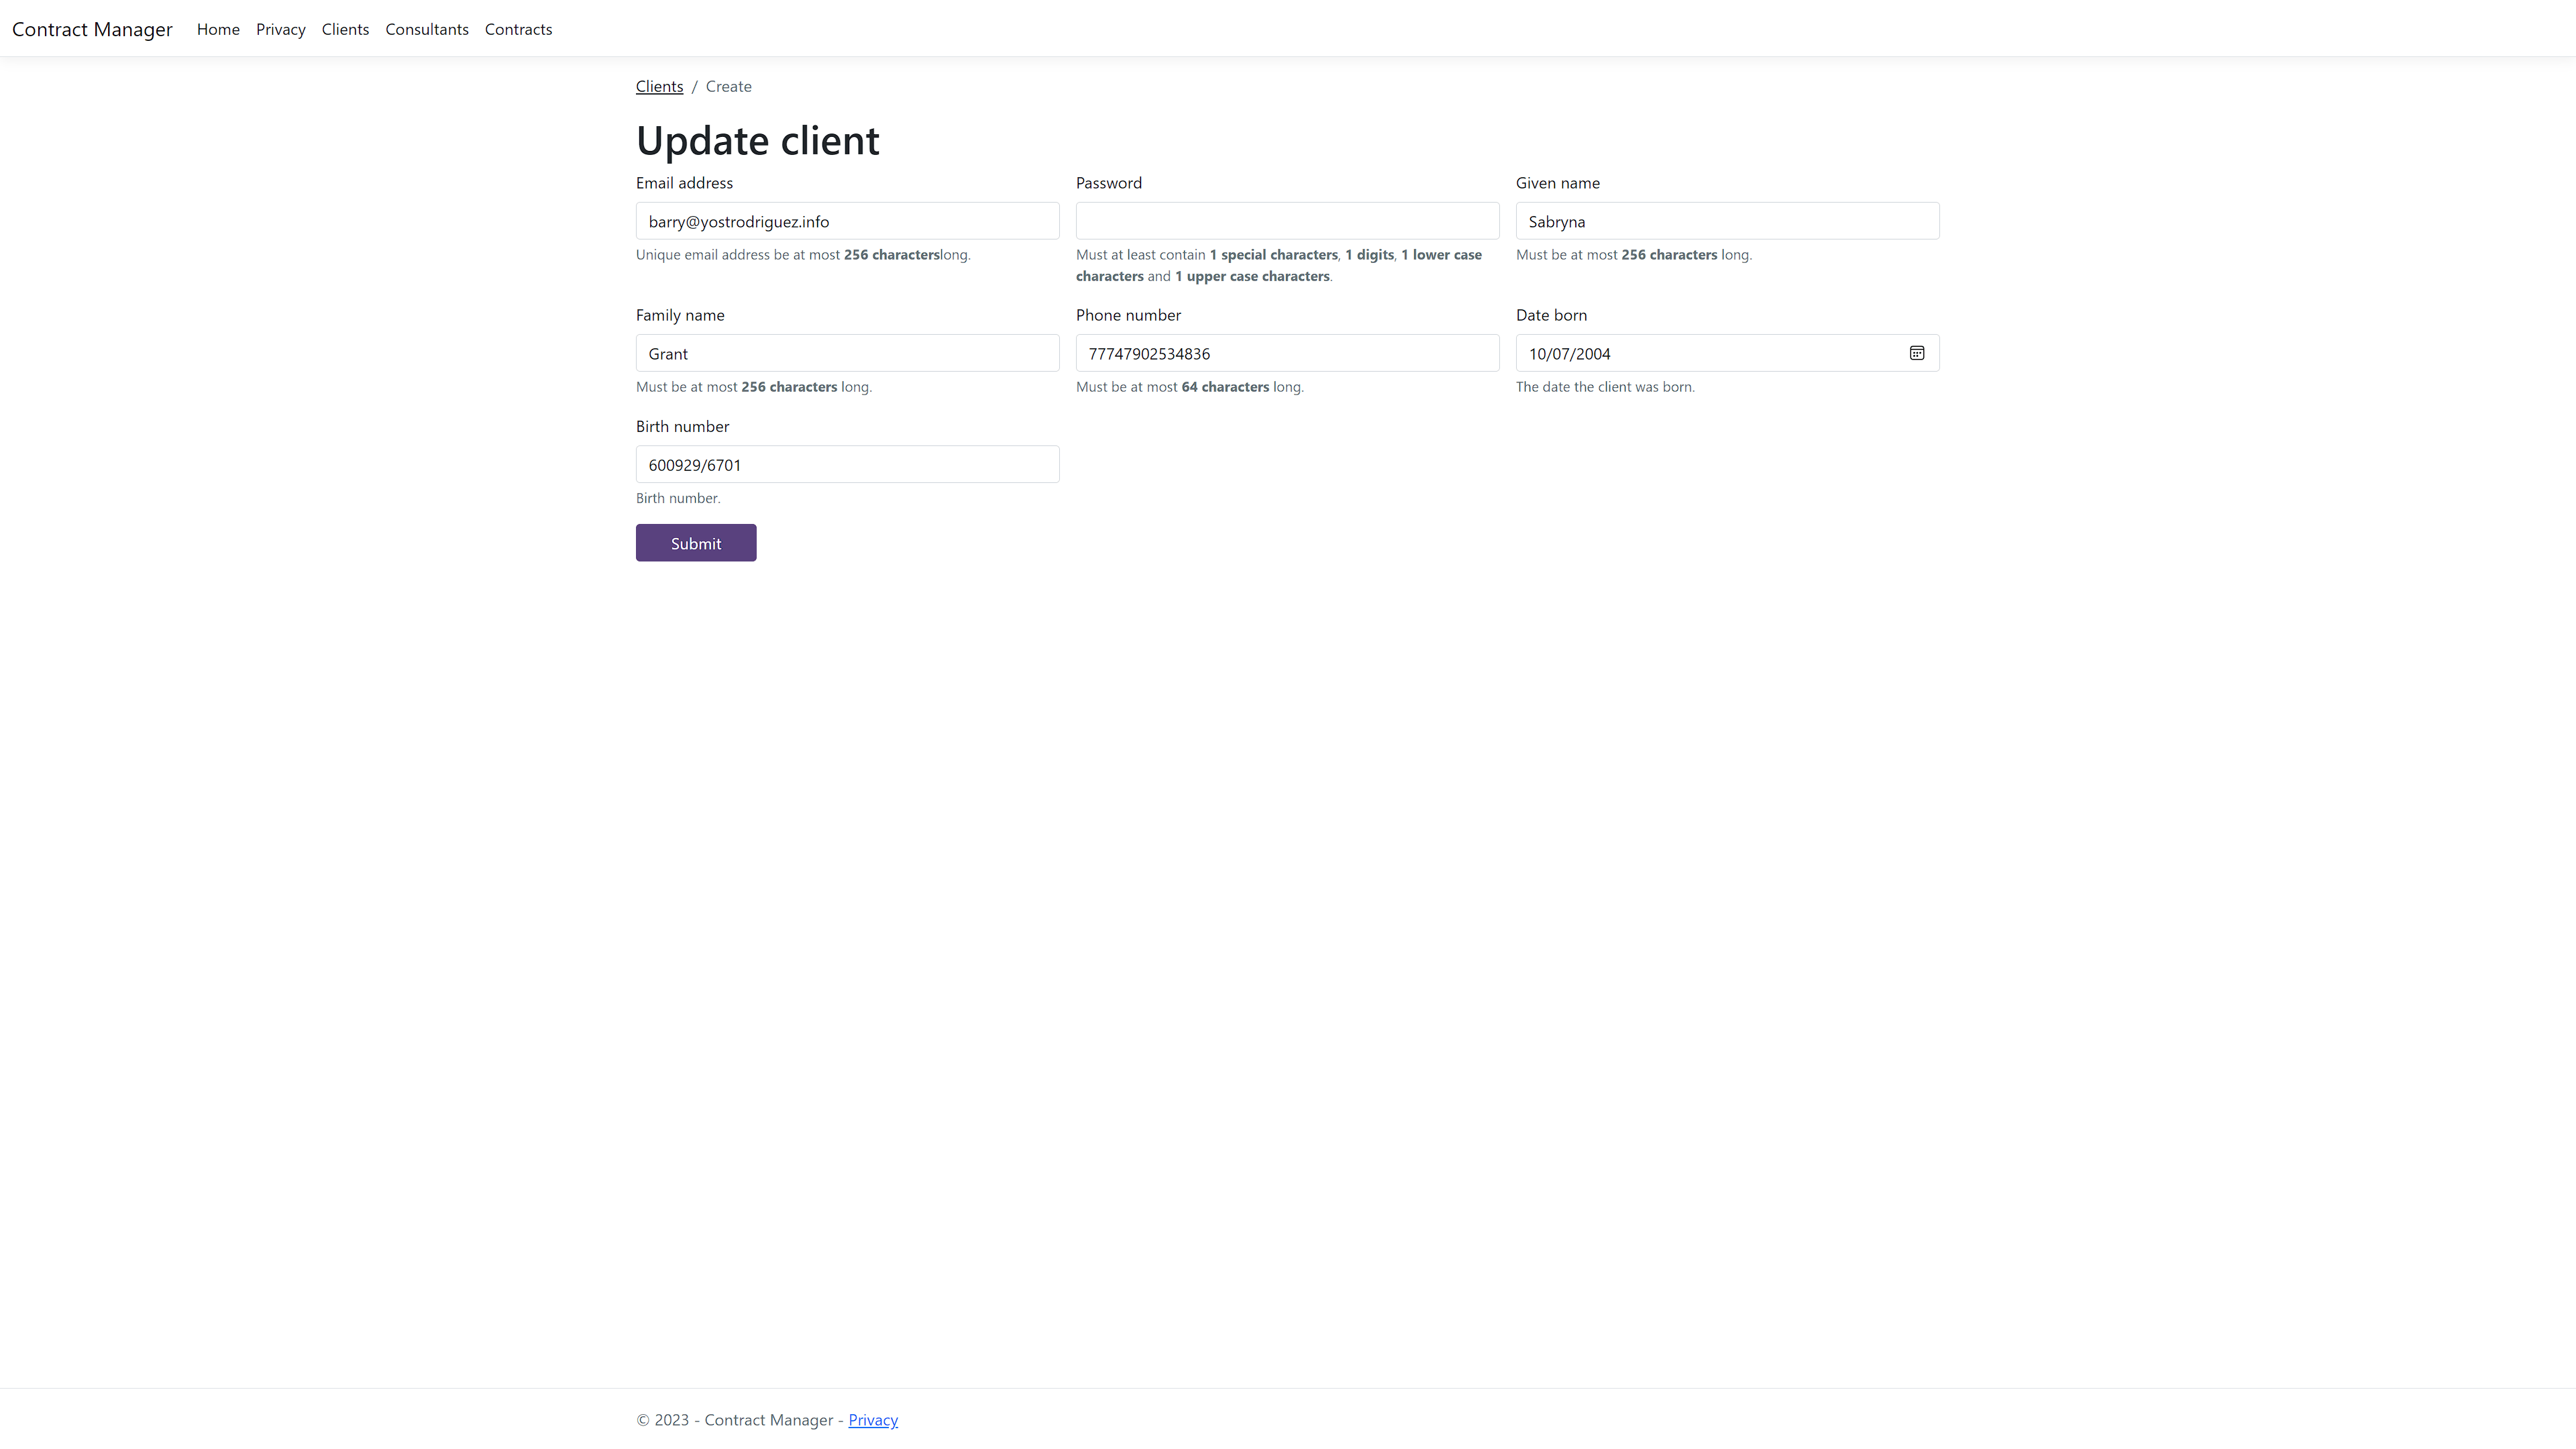 Contract Manager Home Privacy Clients Consultants Contracts
Clients / Create
Update client
Email address
barry@yostrodriguez.info
Unique email address be at most 256 characterslong.
Password
Must at least contain 1 special characters, 1 digits, 1 lower case
characters and 1 upper case characters.
Given name
Sabryna
Must be at most 256 characters long.
Family name
Grant
Must be at most 256 characters long.
Phone number
77747902534836
Must be at most 64 characters long.
Date born
10/07/2004
The date the client was born.
Birth number
600929/6701
Birth number.
Submit
© 2023 - Contract Manager - Privacy